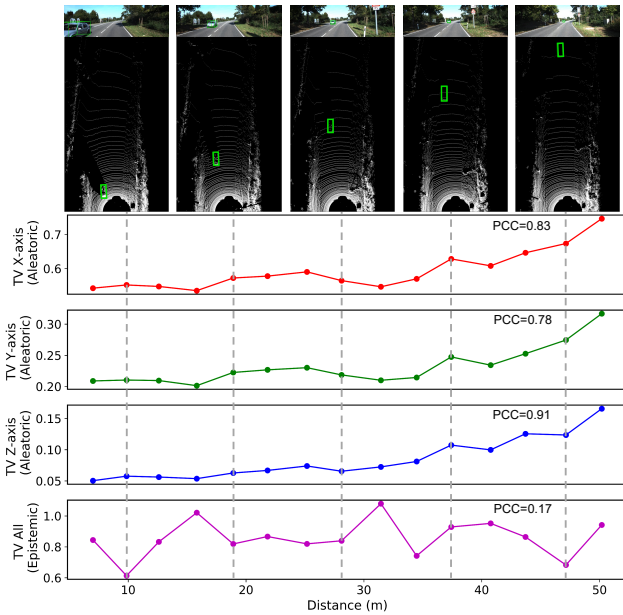 PCC=0.83
0.7
0.6
TV X-axis
(Aleatoric)
PCC=0.78
0.30
0.25
0.20
TV Y-axis
(Aleatoric)
PCC=0.91
0.15
0.10
0.05
TV Z-axis
(Aleatoric)
PCC=0.17
1.0
0.8
0.6
TV All
(Epistemic)
10 20 30 40 50
Distance (m)